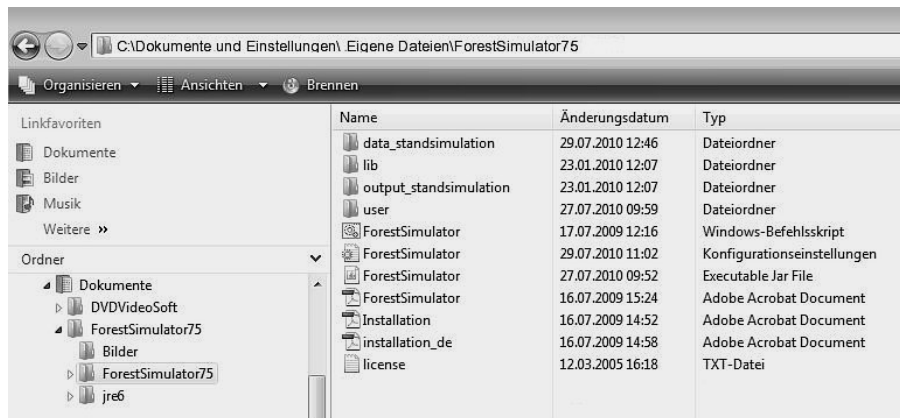 C:\Dokumente und Einstellungen\ .Eigene Dateien\ForestSimulator75
Organisieren Ansichten Brennen
Linkfavoriten
Dokumente
Bilder
Musik
Weitere »
Ordner
Dokumente
DVDVideoSoft
ForestSimulator75
Bilder
ForestSimulator75
jre6
Name Änderungsdatum Typ
data_standsimulation 29.07.2010 12:46 Dateiordner
lib 23.01.2010 12:07 Dateiordner
output_standsimulation 23.01.2010 12:07 Dateiordner
user 27.07.2010 09:59 Dateiordner
ForestSimulator 17.07.2009 12:16 Windows-Befehlsskript
ForestSimulator 29.07.2010 11:02 Konfigurationseinstellungen
ForestSimulator 27.07.2010 09:52 Executable Jar File
ForestSimulator 16.07.2009 15:24 Adobe Acrobat Document
Installation 16.07.2009 14:52 Adobe Acrobat Document
installation_de 16.07.2009 14:58 Adobe Acrobat Document
license 12.03.2005 16:18 TXT-Datei